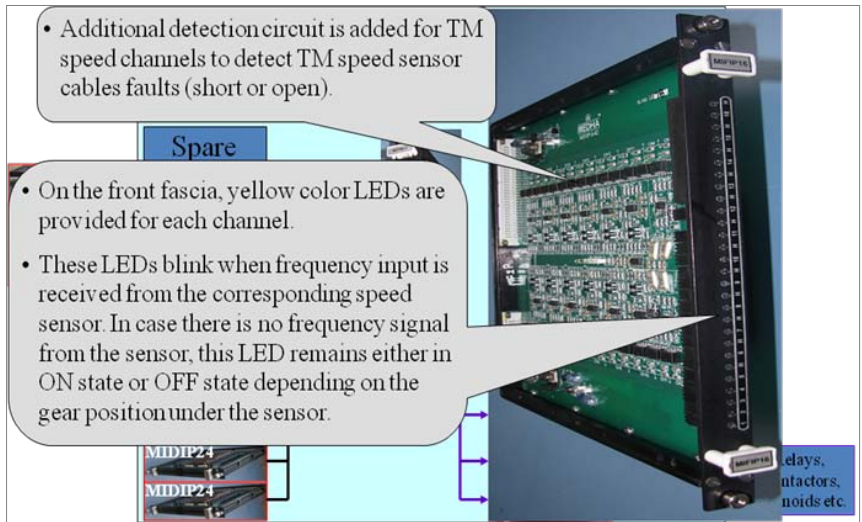 • Additional detection circuit is added for TM
speed channels to detect TM speed sensor
cables faults (short or open).
Spare
• On the front fascia, yellow color LEDs are
provided for each channel.
• These LEDs blink when frequency input is
received from the corresponding speed
sensor. In case there is no frequency signal
from the sensor, this LED remains either in
ON state or OFF state depending on the
gear position under the sensor.
MIFIP16
MEDHA
MIDIP24
MIDIP24
MIFIP16
elays,
ntactors,
noids etc.